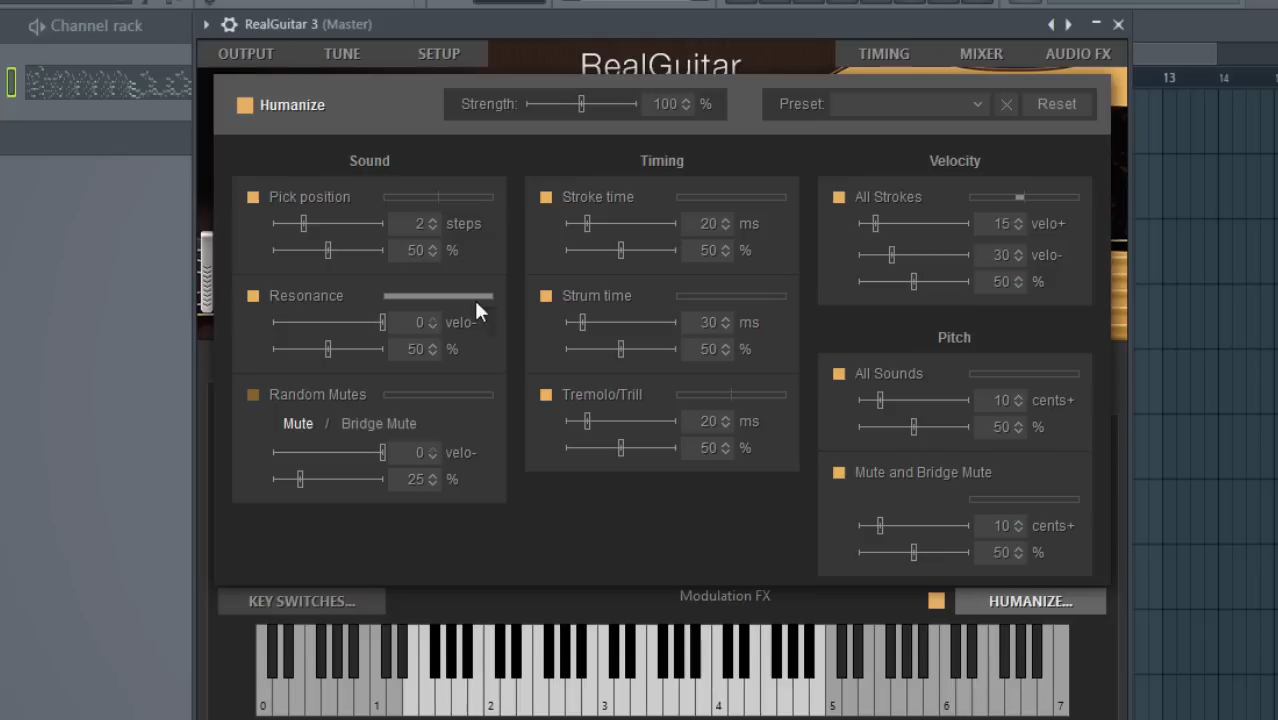 Channel rack
RealGuitar 3 (Master)
OUTPUT TUNE SETUP RealGuitar TIMING MIXER AUDIO FX
13 14
Humanize Strength: 100 % Preset: Reset
Sound Timing Velocity
Pick position Stroke time All Strokes
2 steps 20 ms 15 velo+
50 % 50 % 30 velo-
50 %
Resonance Strum time
0 velo- 30 ms
50 % 50 %
Pitch
All Sounds
Random Mutes Tremolo/Trill
10 cents+
Mute / Bridge Mute 20 ms 50 %
0 velo- 50 %
25 % Mute and Bridge Mute
10 cents+
50 %
KEY SWITCHES... Modulation FX HUMANIZE...
0 1 2 3 4 5 6 7